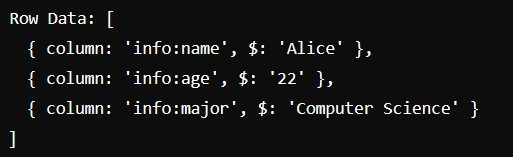 Row Data: [
  { column: 'info:name', $: 'Alice' },
  { column: 'info:age', $: '22' },
  { column: 'info:major', $: 'Computer Science' }
]